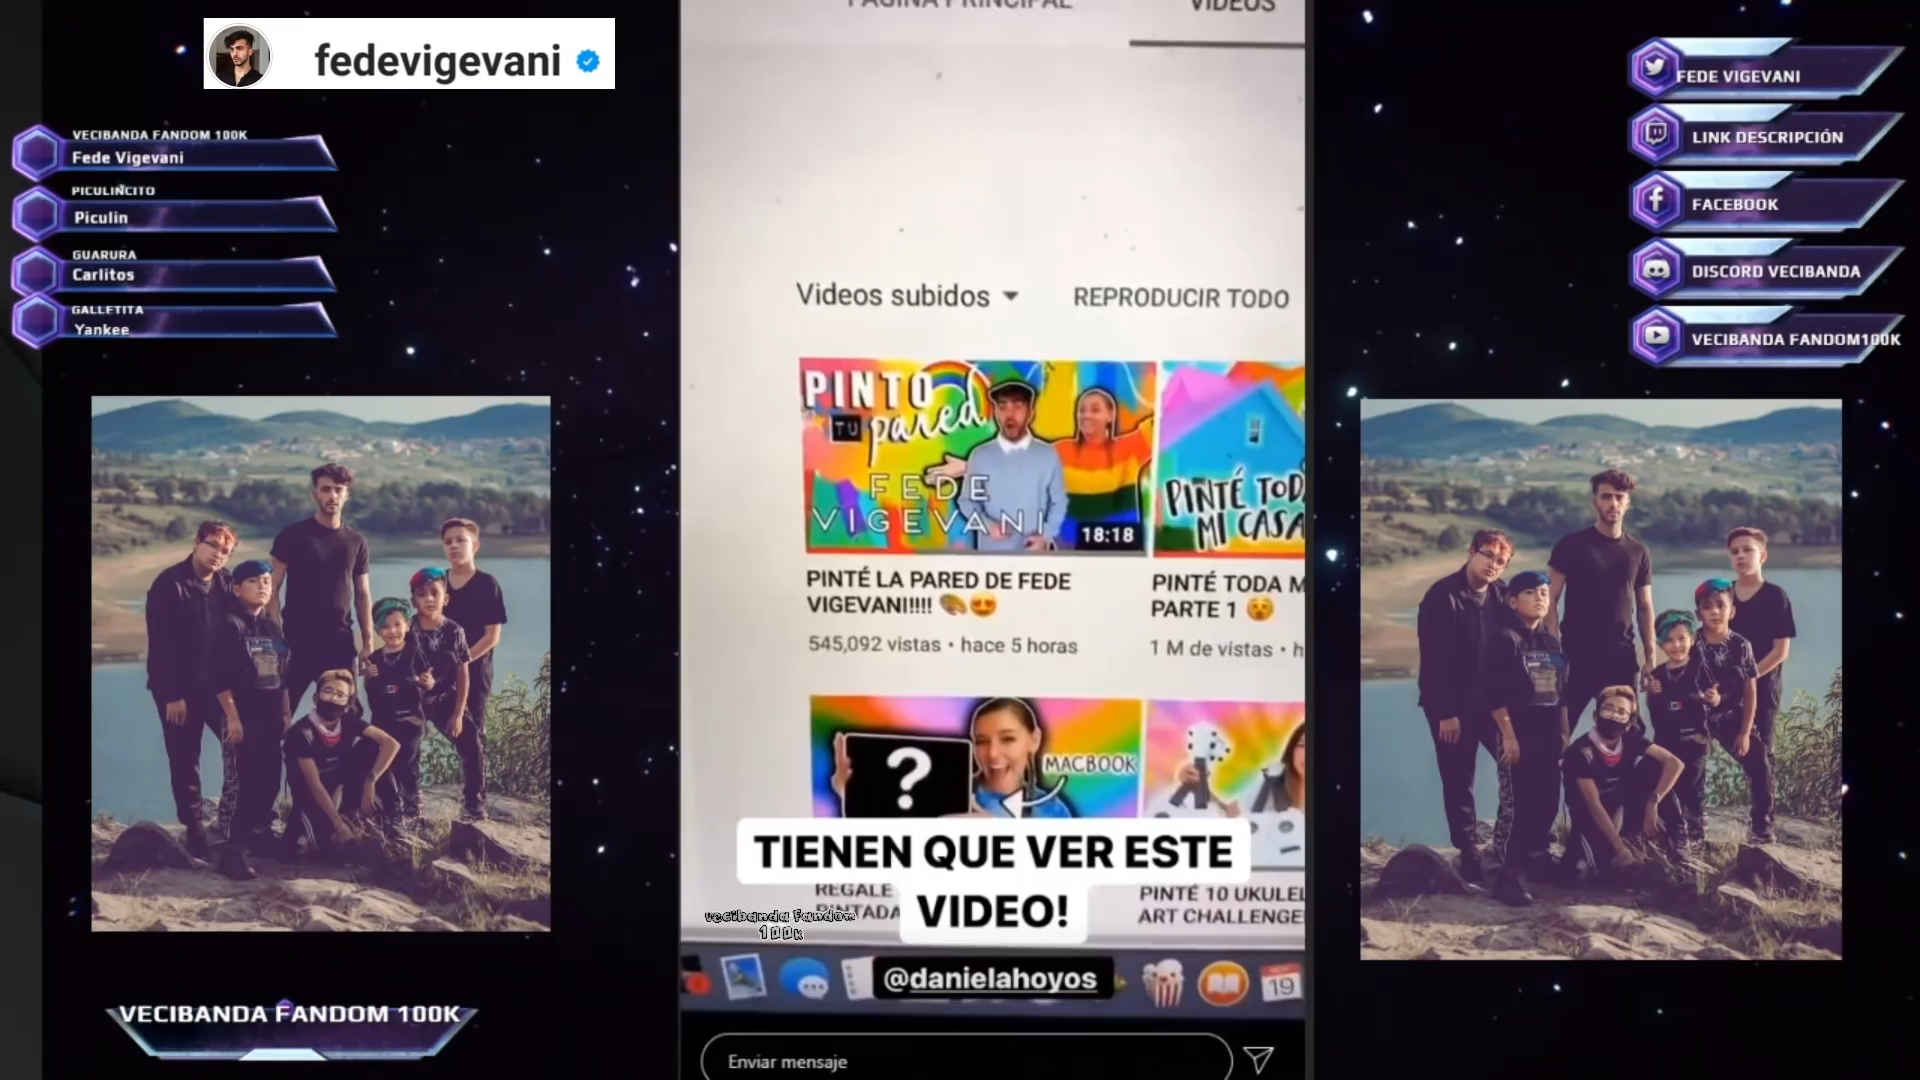 fedevigevani
VECIBANDA FANDOM 100K
Fede Vigevani
PICULINCITO
Piculin
GUARURA
Carlitos
GALLETITA
Yankee
VECIBANDA FANDOM 100K
PÁGINA PRINCIPAL
VIDEOS
Videos subidos
REPRODUCIR TODO
PINTO
TU pared
FEDE
VIGEVANI
18:18
PINTÉ TOD
MI CASA
PINTÉ LA PARED DE FEDE
VIGEVANI!!!! 🎨😍
545,092 vistas • hace 5 horas
PINTÉ TODA M
PARTE 1 😵
1 M de vistas • h
?
MACBOOK
TIENEN QUE VER ESTE
VIDEO!
REGALE
PINTADA
PINTÉ 10 UKULEL
ART CHALLENGE
vecibanda Fandom
100k
@danielahoyos
19
Enviar mensaje
FEDE VIGEVANI
LINK DESCRIPCIÓN
FACEBOOK
DISCORD VECIBANDA
VECIBANDA FANDOM100K